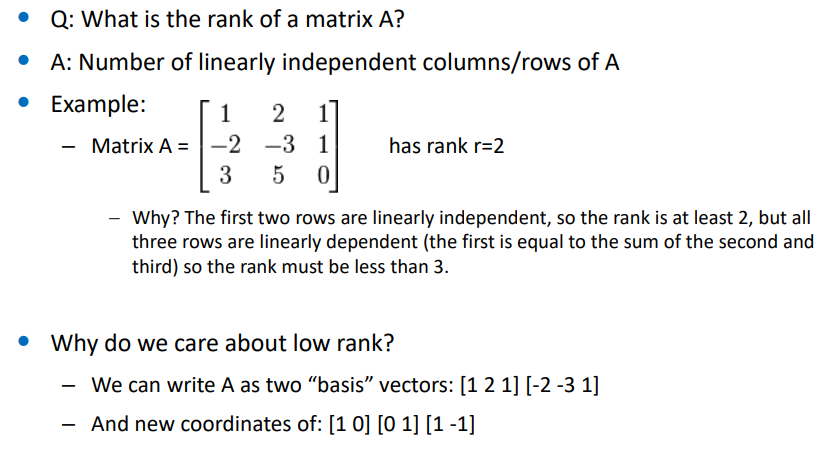 • Q: What is the rank of a matrix A?
• A: Number of linearly independent columns/rows of A
• Example:
– Matrix A = [1 2 1
-2 -3 1
3 5 0] has rank r=2
– Why? The first two rows are linearly independent, so the rank is at least 2, but all
three rows are linearly dependent (the first is equal to the sum of the second and
third) so the rank must be less than 3.
• Why do we care about low rank?
– We can write A as two “basis” vectors: [1 2 1] [-2 -3 1]
– And new coordinates of: [1 0] [0 1] [1 -1]